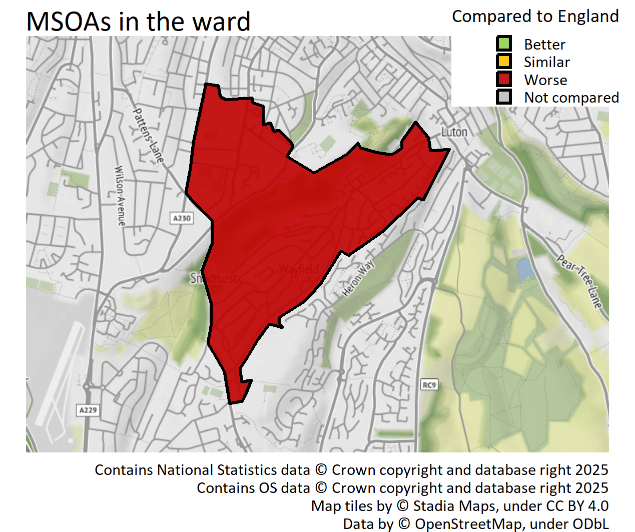 MSOAs in the ward
Compared to England
Better
Similar
Worse
Not compared
Luton
Pattens-Lane
Wilson-Avenue
A230
Wayfield
Heron-Way
Pear-Tree-Lane
RC9
A229
Contains National Statistics data © Crown copyright and database right 2025
Contains OS data © Crown copyright and database right 2025
Map tiles by © Stadia Maps, under CC BY 4.0
Data by © OpenStreetMap, under ODbL